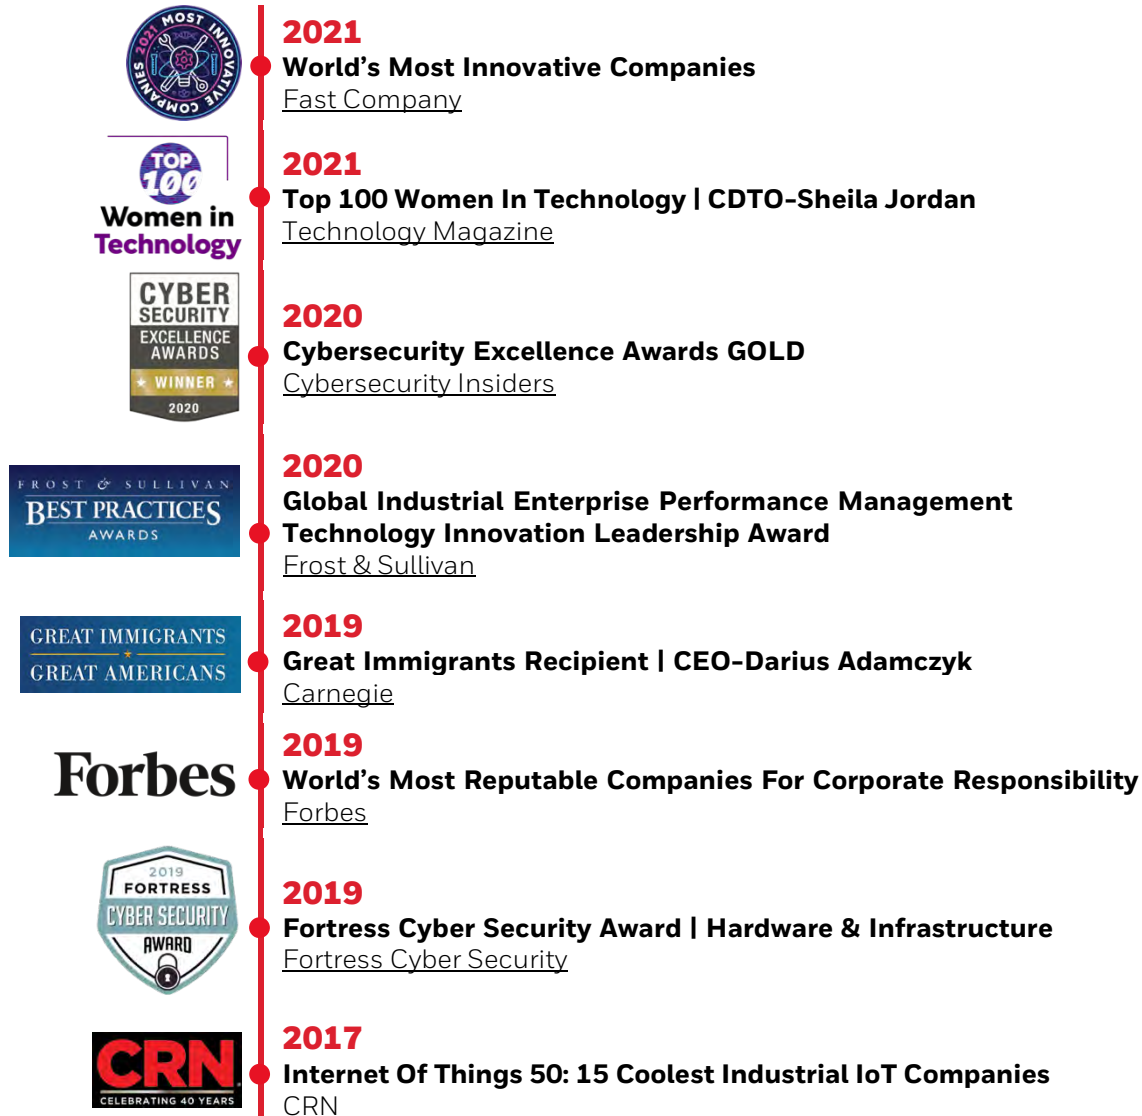 2021 MOST INNOVATIVE COMPANIES
2021
World's Most Innovative Companies
Fast Company
TOP
100
Women in
Technology
2021
Top 100 Women In Technology | CDTO-Sheila Jordan
Technology Magazine
CYBER
SECURITY
EXCELLENCE
AWARDS
WINNER
2020
2020
Cybersecurity Excellence Awards GOLD
Cybersecurity Insiders
FROST & SULLIVAN
BEST PRACTICES
AWARDS
2020
Global Industrial Enterprise Performance Management
Technology Innovation Leadership Award
Frost & Sullivan
GREAT IMMIGRANTS
GREAT AMERICANS
2019
Great Immigrants Recipient | CEO-Darius Adamczyk
Carnegie
Forbes
2019
World's Most Reputable Companies For Corporate Responsibility
Forbes
2019
FORTRESS
CYBER SECURITY
AWARD
2019
Fortress Cyber Security Award | Hardware & Infrastructure
Fortress Cyber Security
CRN
CELEBRATING 40 YEARS
2017
Internet Of Things 50: 15 Coolest Industrial IoT Companies
CRN